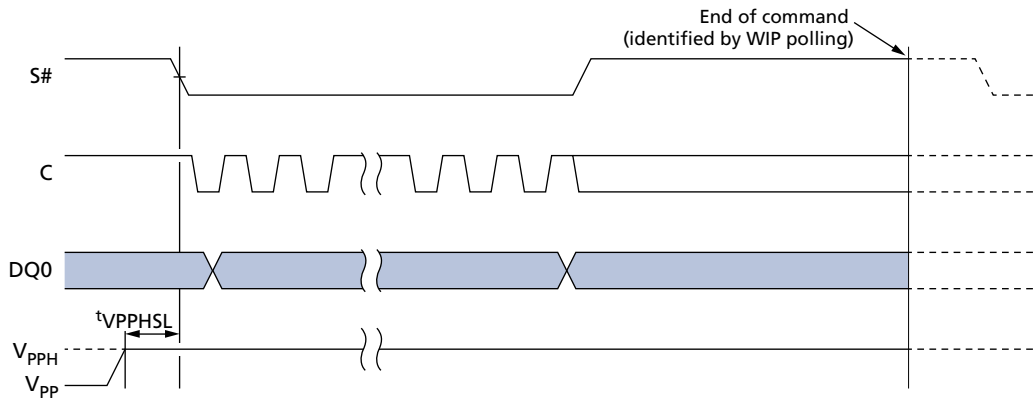 End of command
(identified by WIP polling)
S#
C
DQ0
tVPPHSL
VPPH
VPP